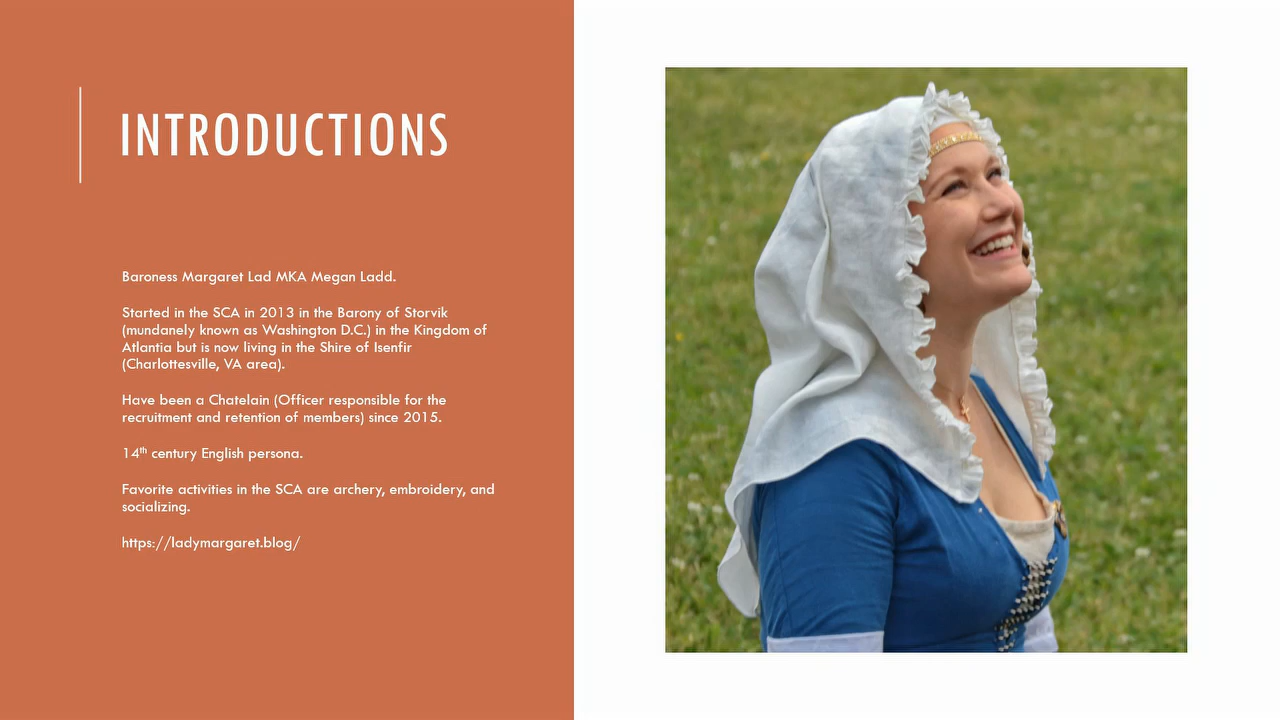 INTRODUCTIONS
Baroness Margaret Lad MKA Megan Ladd.
Started in the SCA in 2013 in the Barony of Storvik
(mundanely known as Washington D.C.) in the Kingdom of
Atlantia but is now living in the Shire of Isenfir
(Charlottesville, VA area).
Have been a Chatelain (Officer responsible for the
recruitment and retention of members) since 2015.
14th century English persona.
Favorite activities in the SCA are archery, embroidery, and
socializing.
https://ladymargaret.blog/